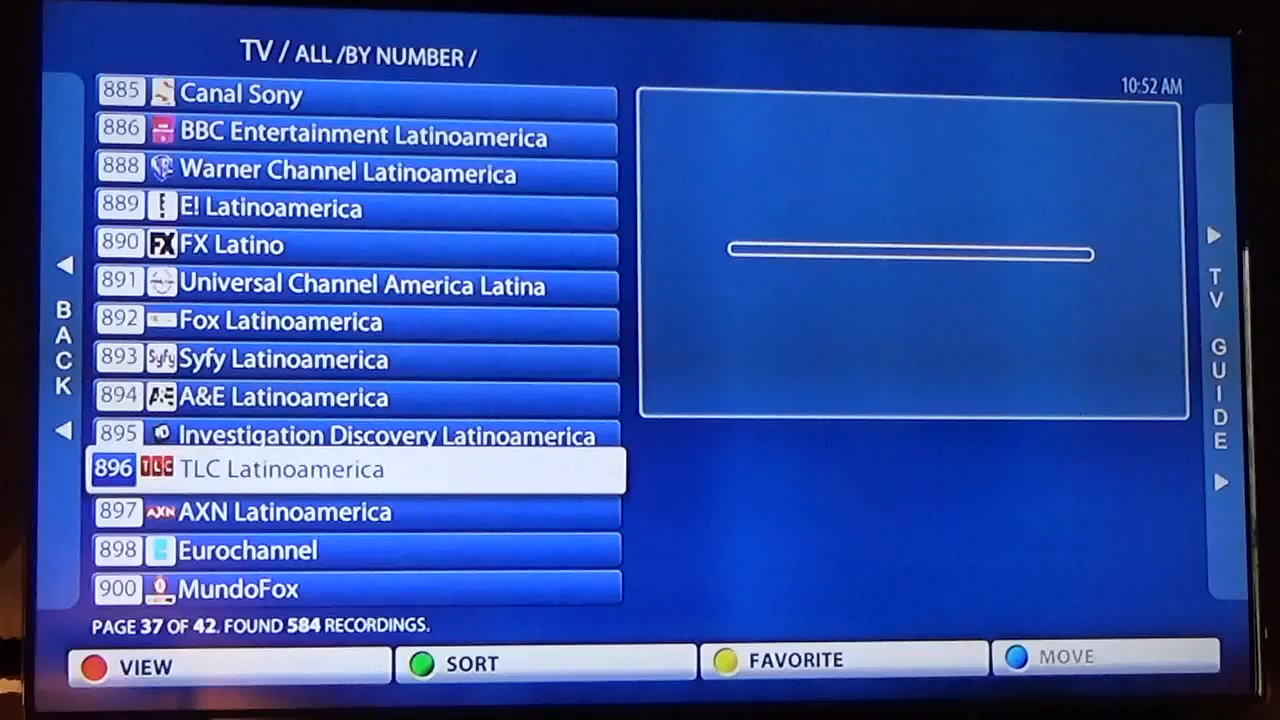 TV / ALL /BY NUMBER /
10:52 AM
885 Canal Sony
886 BBC Entertainment Latinoamerica
888 Warner Channel Latinoamerica
889 E! Latinoamerica
890 FX FX Latino
891 Universal Channel America Latina
892 Fox Latinoamerica
893 Syfy Syfy Latinoamerica
894 A&E A&E Latinoamerica
895 ID Investigation Discovery Latinoamerica
896 TLC TLC Latinoamerica
897 AXN AXN Latinoamerica
898 Eurochannel
900 MundoFox
BACK
TV GUIDE
PAGE 37 OF 42. FOUND 584 RECORDINGS.
VIEW SORT FAVORITE MOVE